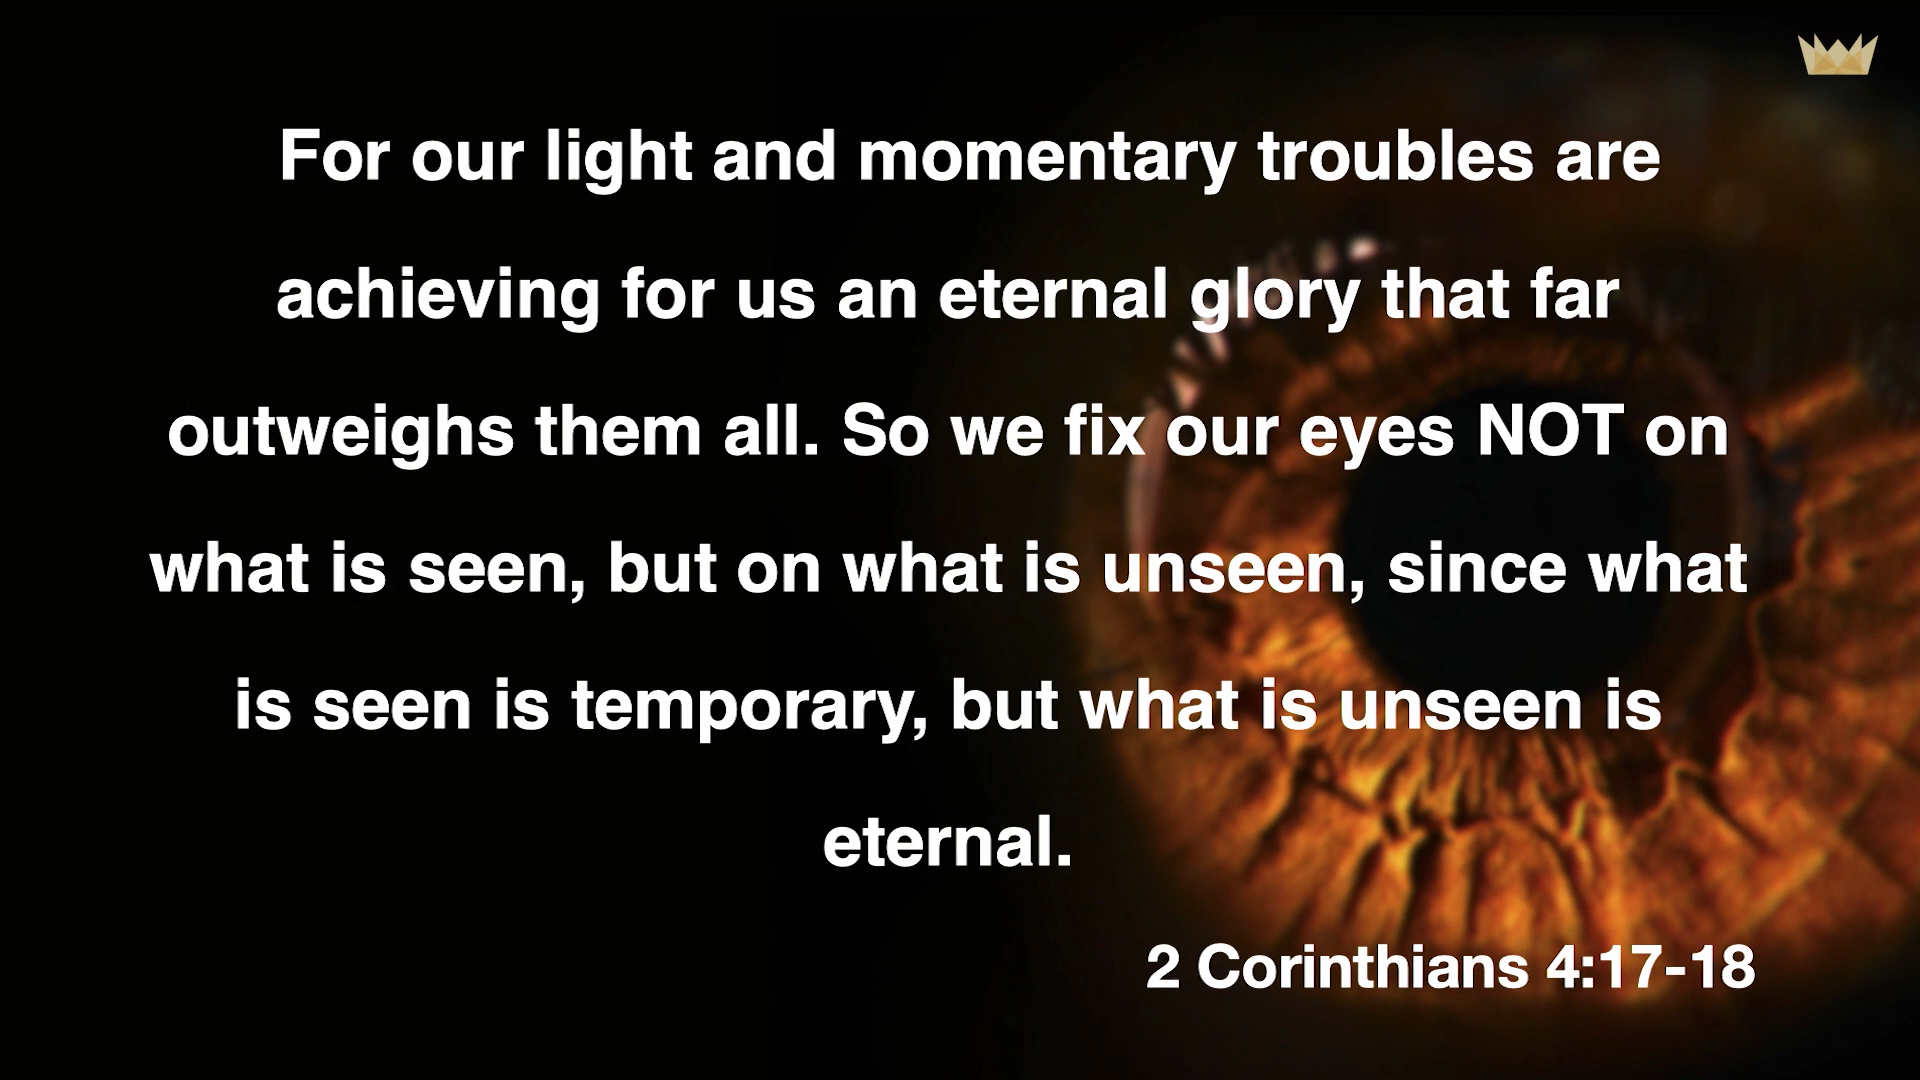 For our light and momentary troubles are
achieving for us an eternal glory that far
outweighs them all. So we fix our eyes NOT on
what is seen, but on what is unseen, since what
is seen is temporary, but what is unseen is
eternal.
2 Corinthians 4:17-18